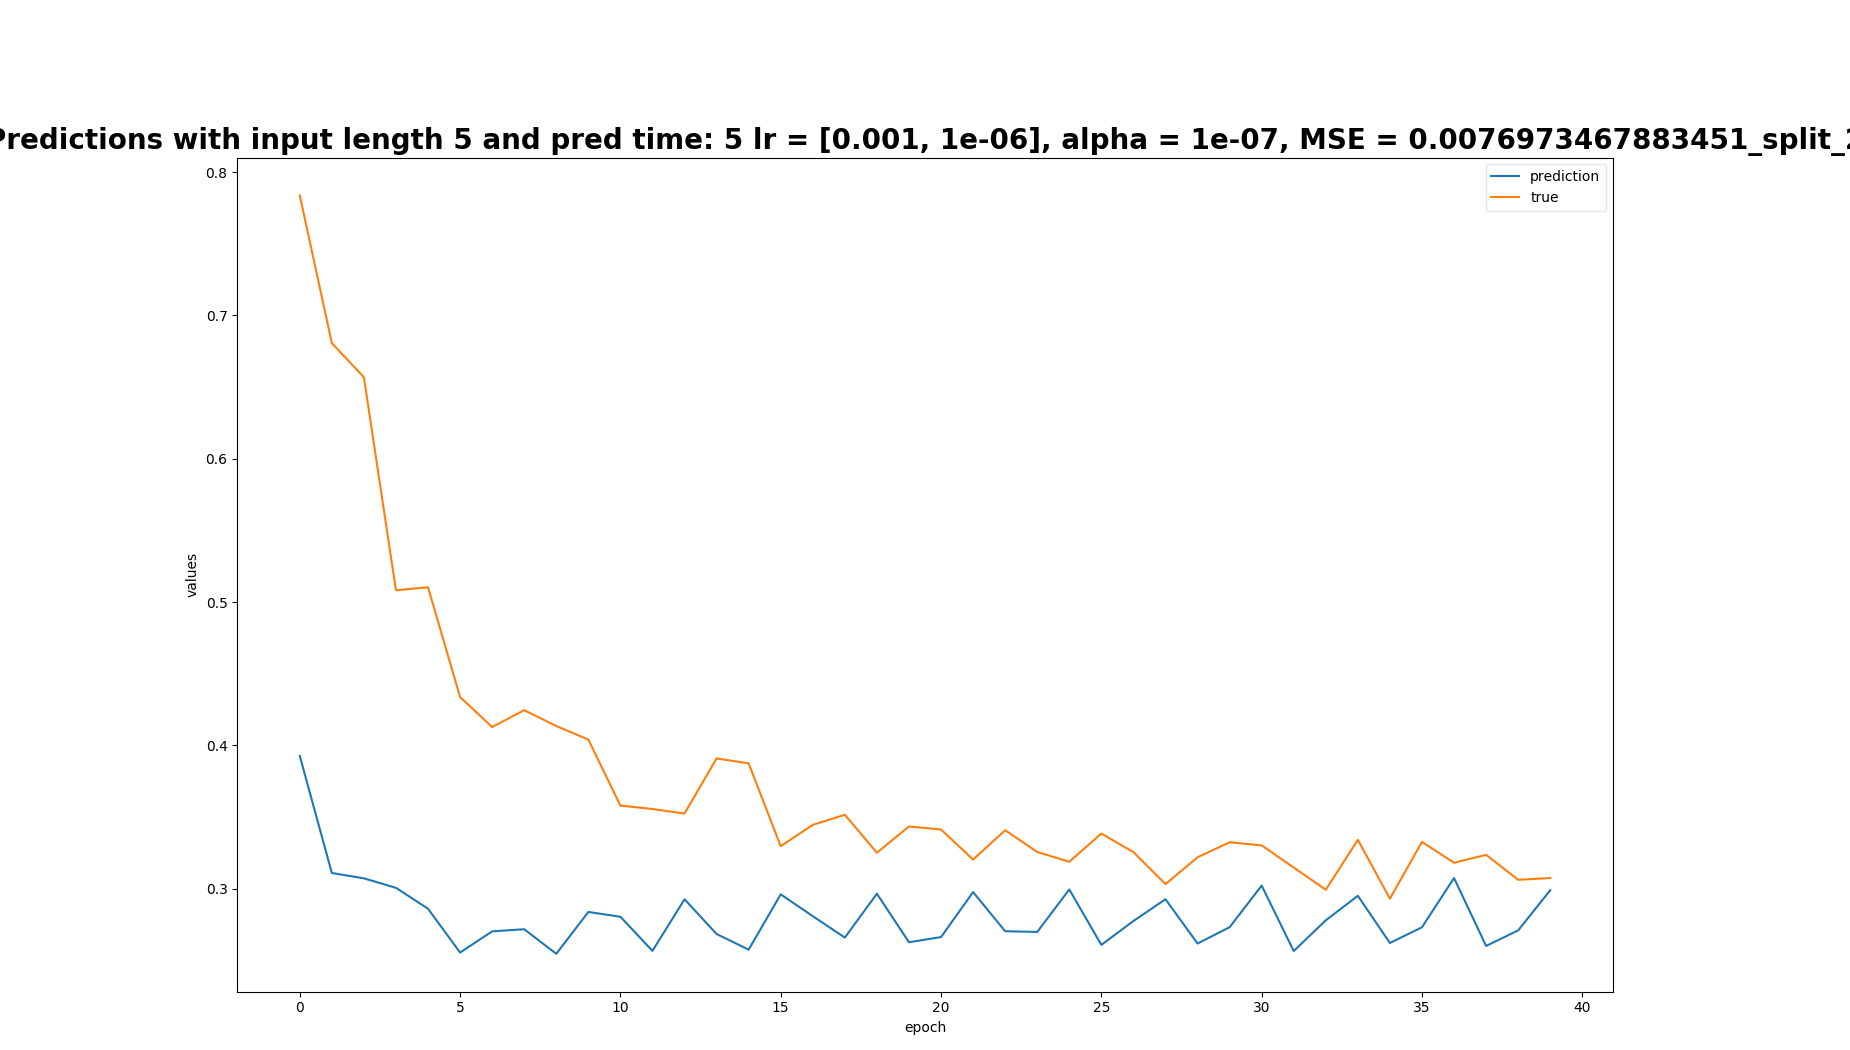 Predictions with input length 5 and pred time: 5 lr = [0.001, 1e-06], alpha = 1e-07, MSE = 0.0076973467883451_split_2
prediction
true
0.8
0.7
0.6
0.5
0.4
0.3
values
0 5 10 15 20 25 30 35 40
epoch